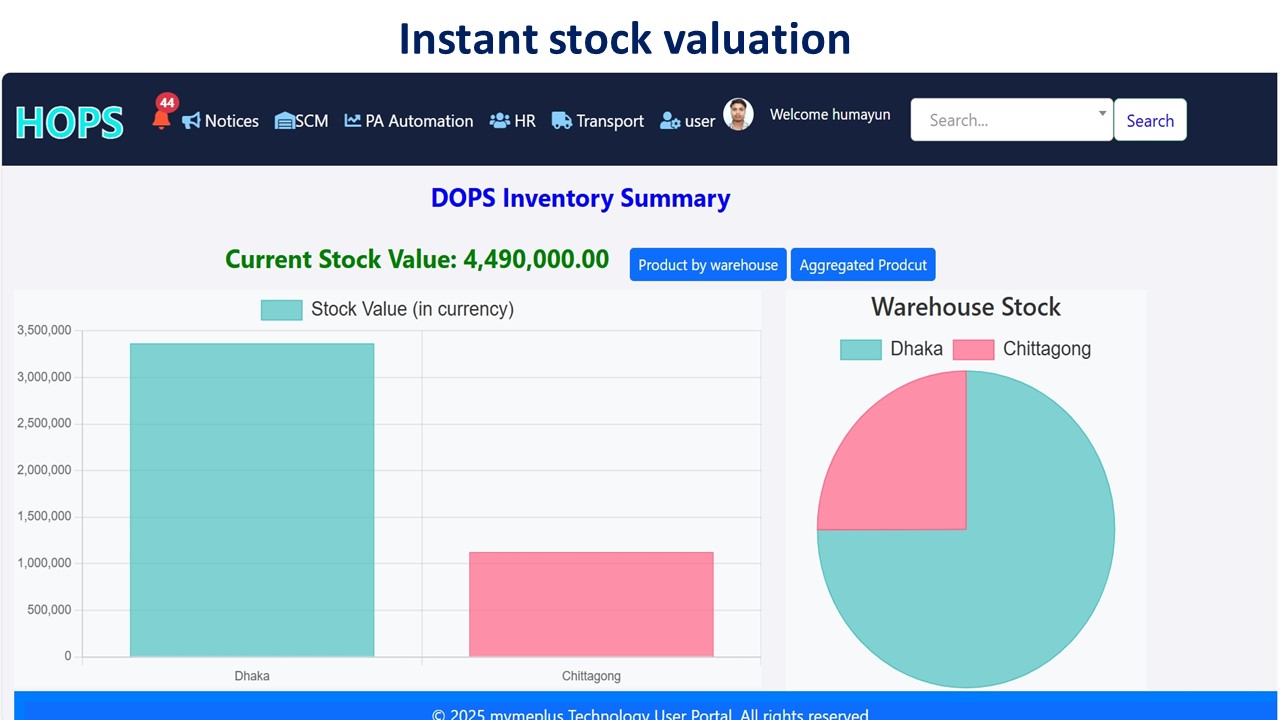 Instant stock valuation
HOPS
44
Notices
SCM
PA Automation
HR
Transport
user
Welcome humayun
Search...
Search
DOPS Inventory Summary
Current Stock Value: 4,490,000.00
Product by warehouse
Aggregated Prodcut
Stock Value (in currency)
3,500,000
3,000,000
2,500,000
2,000,000
1,500,000
1,000,000
500,000
0
Dhaka
Chittagong
Warehouse Stock
Dhaka
Chittagong
© 2025 mymeplus Technology User Portal. All rights reserved